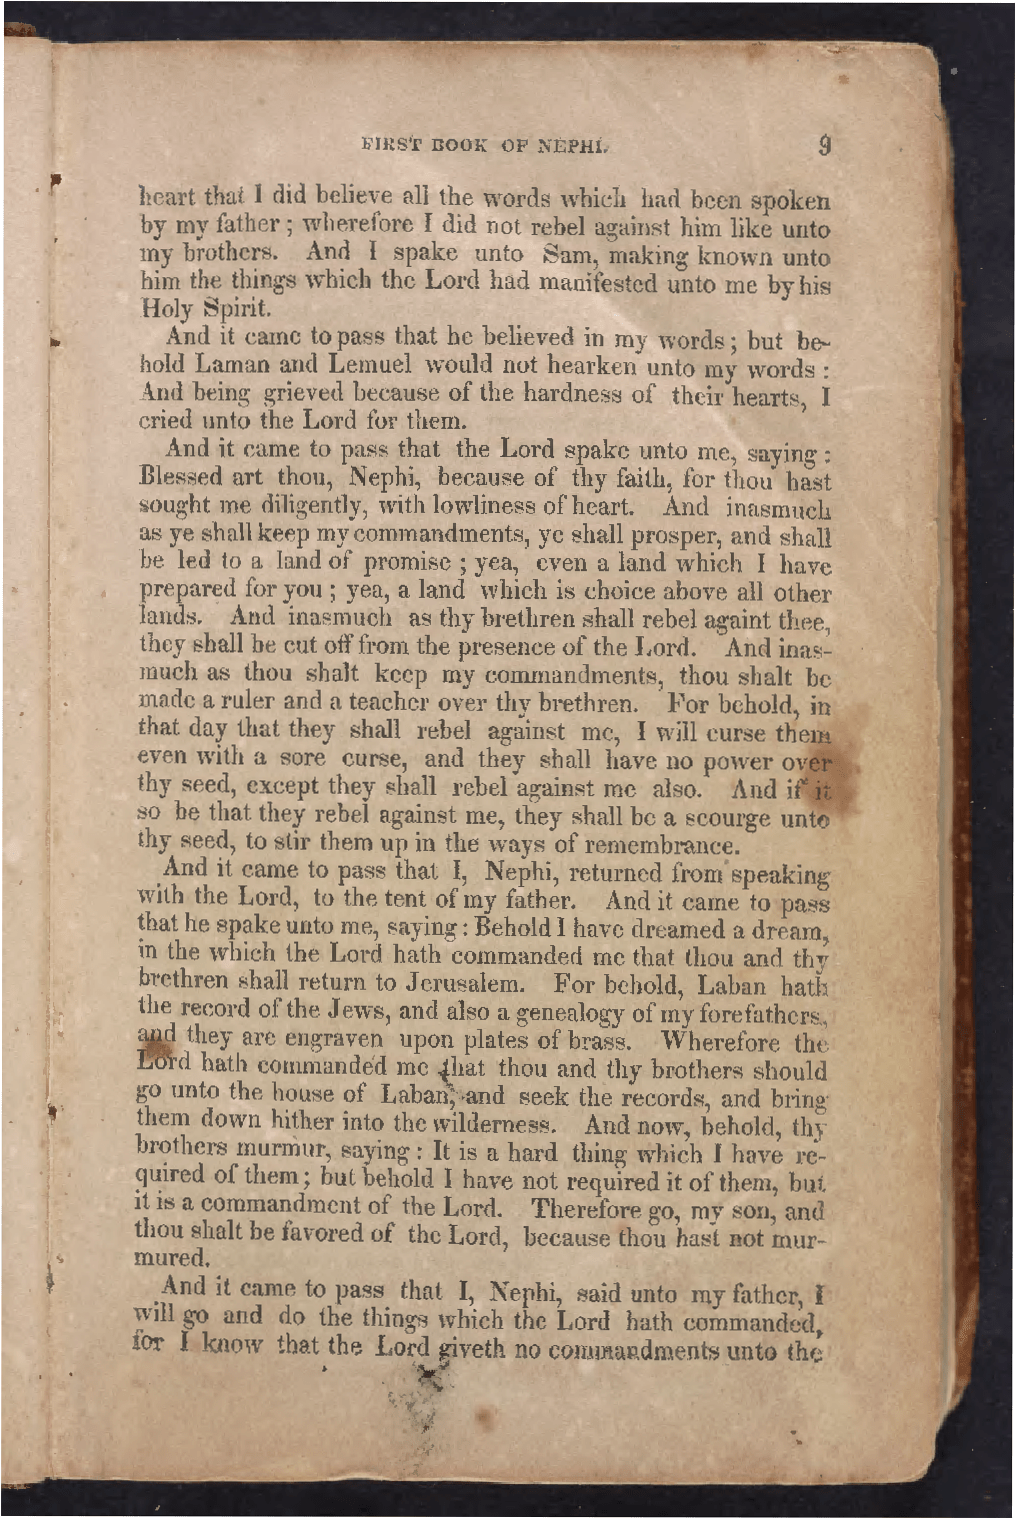 FIRST BOOK OF NEPHI. 9
heart that I did believe all the words which had been spoken
by my father; wherefore I did not rebel against him like unto
my brothers. And I spake unto Sam, making known unto
him the things which the Lord had manifested unto me by his
Holy Spirit.
And it came to pass that he believed in my words; but be-
hold Laman and Lemuel would not hearken unto my words:
And being grieved because of the hardness of their hearts, I
cried unto the Lord for them.
And it came to pass that the Lord spake unto me, saying:
Blessed art thou, Nephi, because of thy faith, for thou hast
sought me diligently, with lowliness of heart. And inasmuch
as ye shall keep my commandments, ye shall prosper, and shall
be led to a land of promise; yea, even a land which I have
prepared for you; yea, a land which is choice above all other
lands. And inasmuch as thy brethren shall rebel againt thee,
they shall be cut off from the presence of the Lord. And inas-
much as thou shalt keep my commandments, thou shalt be
made a ruler and a teacher over thy brethren. For behold, in
that day that they shall rebel against me, I will curse them
even with a sore curse, and they shall have no power over
thy seed, except they shall rebel against me also. And if it
so be that they rebel against me, they shall be a scourge unto
thy seed, to stir them up in the ways of remembrance.
And it came to pass that I, Nephi, returned from speaking
with the Lord, to the tent of my father. And it came to pass
that he spake unto me, saying: Behold I have dreamed a dream,
in the which the Lord hath commanded me that thou and thy
brethren shall return to Jerusalem. For behold, Laban hath
the record of the Jews, and also a genealogy of my forefathers,
and they are engraven upon plates of brass. Wherefore the
Lord hath commanded me that thou and thy brothers should
go unto the house of Laban, and seek the records, and bring
them down hither into the wilderness. And now, behold, thy
brothers murmur, saying: It is a hard thing which I have re-
quired of them; but behold I have not required it of them, but
it is a commandment of the Lord. Therefore go, my son, and
thou shalt be favored of the Lord, because thou hast not mur-
mured.
And it came to pass that I, Nephi, said unto my father, I
will go and do the things which the Lord hath commanded,
for I know that the Lord giveth no commandments unto the